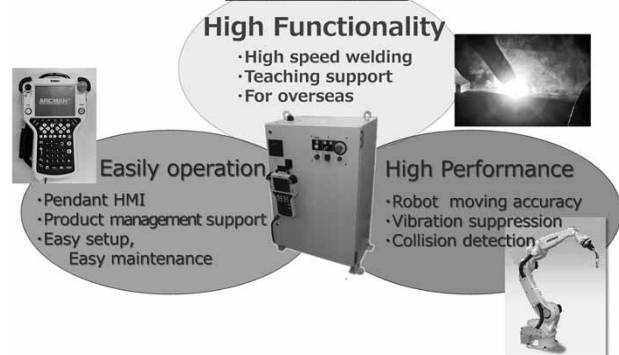 High Functionality
・High speed welding
・Teaching support
・For overseas
ARCMAN
Easily operation
・Pendant HMI
・Product management support
・Easy setup,
Easy maintenance
High Performance
・Robot moving accuracy
・Vibration suppression
・Collision detection